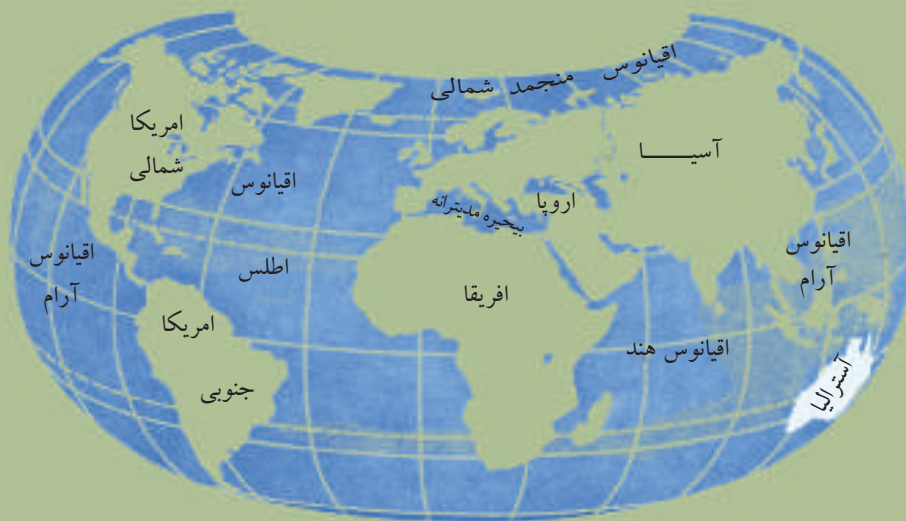 اقیانوس منجمد شمالی
امریکا
شمالی
آسیـــــا
اقیانوس
اروپا
بیحیره مدیترانه
اقیانوس
آرام
اطلس
اقیانوس
آرام
افریقا
امریکا
جنوبی
اقیانوس هند
آسترالیا